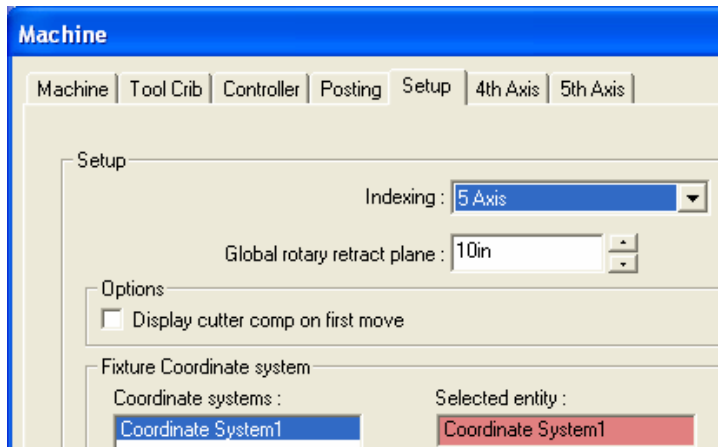 Machine
Machine Tool Crib Controller Posting Setup 4th Axis 5th Axis
Setup
Indexing : 5 Axis
Global rotary retract plane : 10in
Options
Display cutter comp on first move
Fixture Coordinate system
Coordinate systems : Selected entity :
Coordinate System1 Coordinate System1